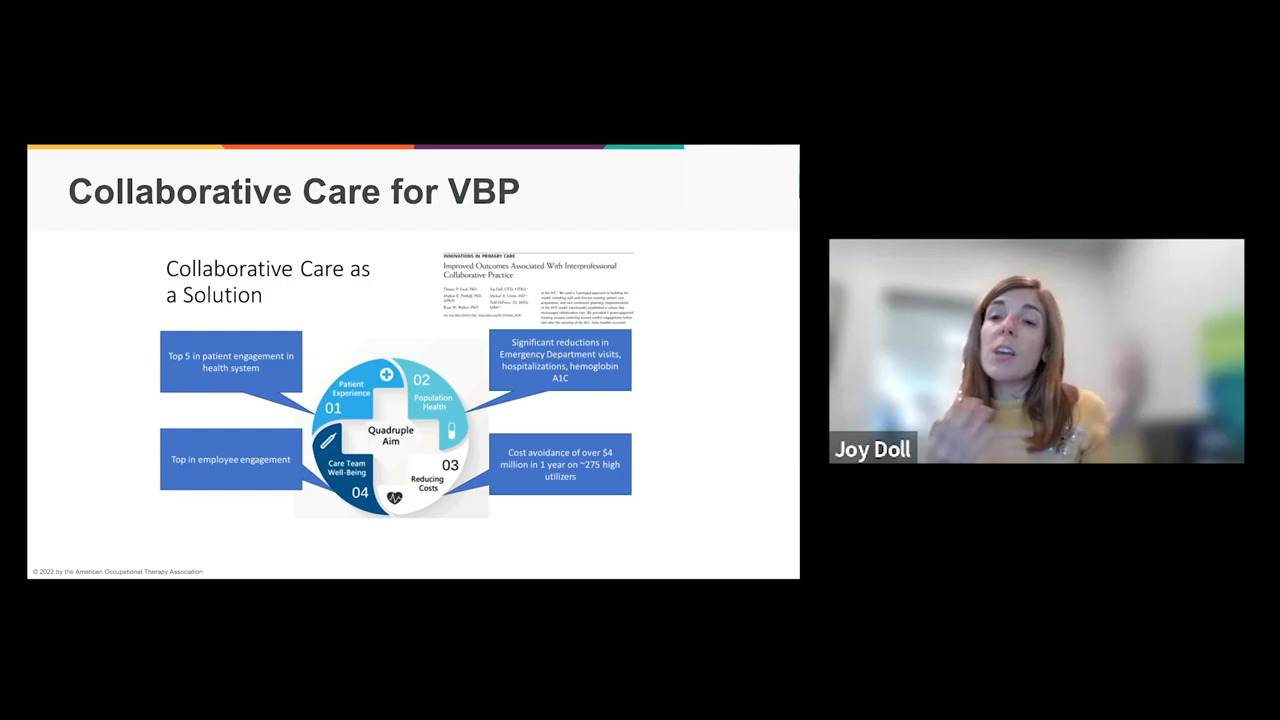 Collaborative Care for VBP
Collaborative Care as
a Solution
INNOVATIONS IN PRIMARY CARE
Improved Outcomes Associated With Interprofessional
Collaborative Practice
Top 5 in patient engagement in
health system
Significant reductions in
Emergency Department visits,
hospitalizations, hemoglobin
A1C
Patient
Experience
01
02
Population
Health
Quadruple
Aim
Top in employee engagement
Care Team
Well-Being
04
03
Reducing
Costs
Cost avoidance of over $4
million in 1 year on ~275 high
utilizers
© 2022 by the American Occupational Therapy Association
Joy Doll